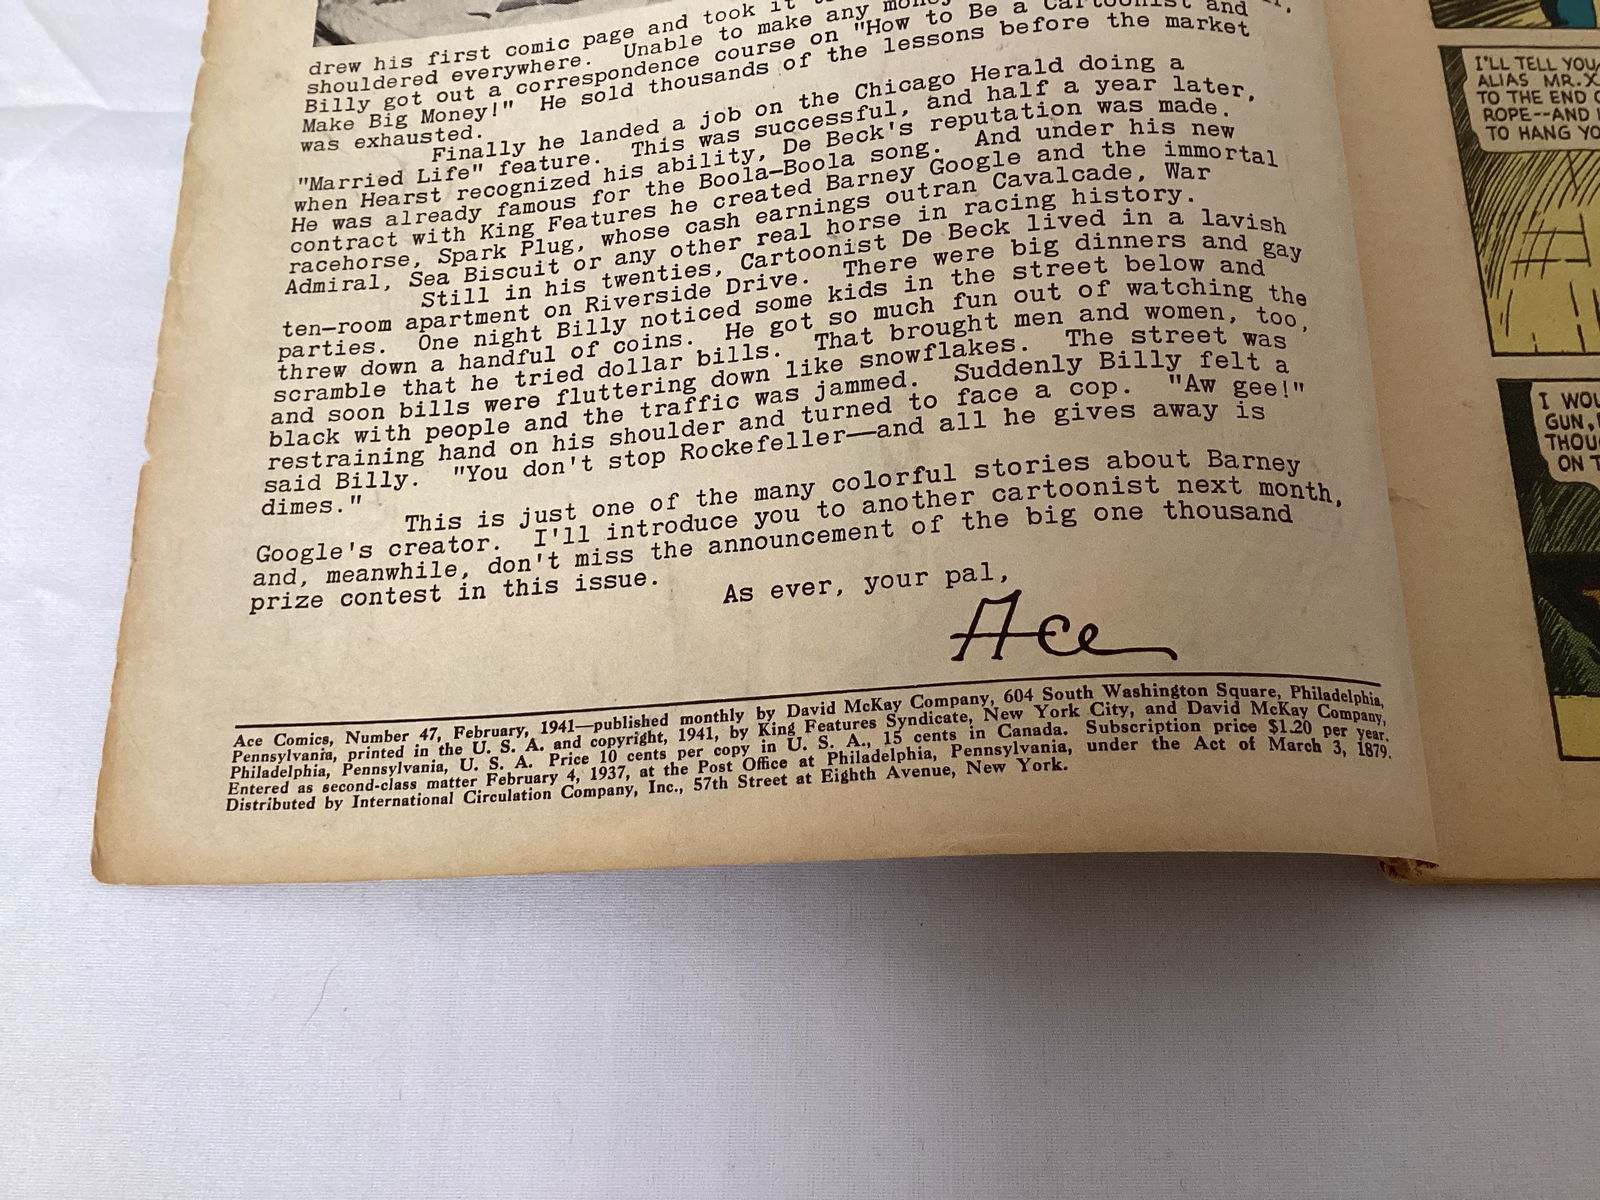 drew his first comic page and took it
shouldered everywhere. Unable to make any money
Billy got out a correspondence course on "How to Be a Cartoonist and
Make Big Money!" He sold thousands of the lessons before the market
was exhausted.
Finally he landed a job on the Chicago Herald doing a
"Married Life" feature. This was successful, and half a year later,
when Hearst recognized his ability, De Beck's reputation was made.
He was already famous for the Boola-Boola song. And under his new
contract with King Features he created Barney Google and the immortal
racehorse, Spark Plug, whose cash earnings outran Cavalcade, War
Admiral, Sea Biscuit or any other real horse in racing history.
Still in his twenties, Cartoonist De Beck lived in a lavish
ten-room apartment on Riverside Drive. There were big dinners and gay
parties. One night Billy noticed some kids in the street below and
threw down a handful of coins. He got so much fun out of watching the
scramble that he tried dollar bills. That brought men and women, too,
and soon bills were fluttering down like snowflakes. The street was
black with people and the traffic was jammed. Suddenly Billy felt a
restraining hand on his shoulder and turned to face a cop. "Aw gee!"
said Billy. "You don't stop Rockefeller—and all he gives away is
dimes."
This is just one of the many colorful stories about Barney
Google's creator. I'll introduce you to another cartoonist next month,
and, meanwhile, don't miss the announcement of the big one thousand
prize contest in this issue.
As ever, your pal,
Ace
Ace Comics, Number 47, February, 1941—published monthly by David McKay Company, 604 South Washington Square, Philadelphia,
Pennsylvania, printed in the U. S. A. and copyright, 1941, by King Features Syndicate, New York City, and David McKay Company,
Philadelphia, Pennsylvania, U. S. A. Price 10 cents per copy in U. S. A., 15 cents in Canada. Subscription price $1.20 per year.
Entered as second-class matter February 4, 1937, at the Post Office at Philadelphia, Pennsylvania, under the Act of March 3, 1879.
Distributed by International Circulation Company, Inc., 57th Street at Eighth Avenue, New York.
I'LL TELL YOU
ALIAS MR.X
TO THE END
ROPE--AND
TO HANG
I
GUN,
ON